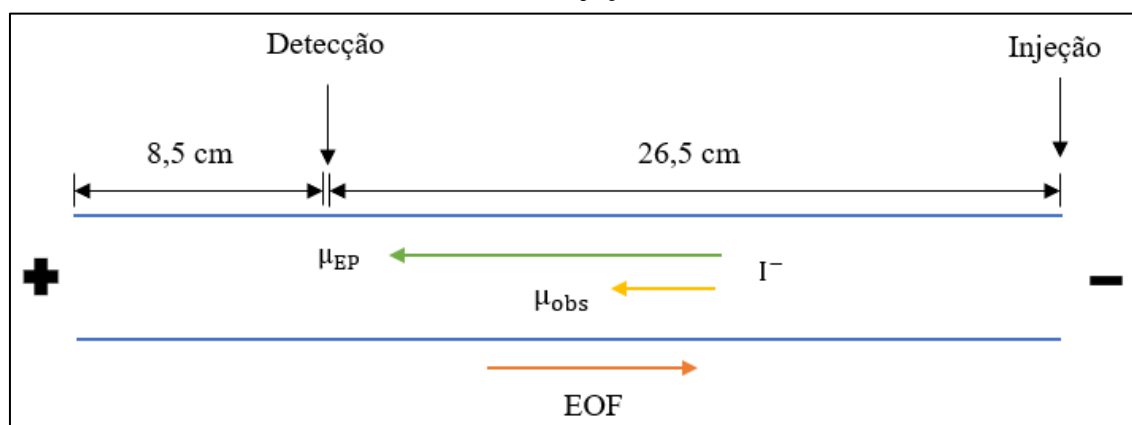 Detecção
Injeção
8,5 cm
26,5 cm
μEP
I⁻
μobs
EOF